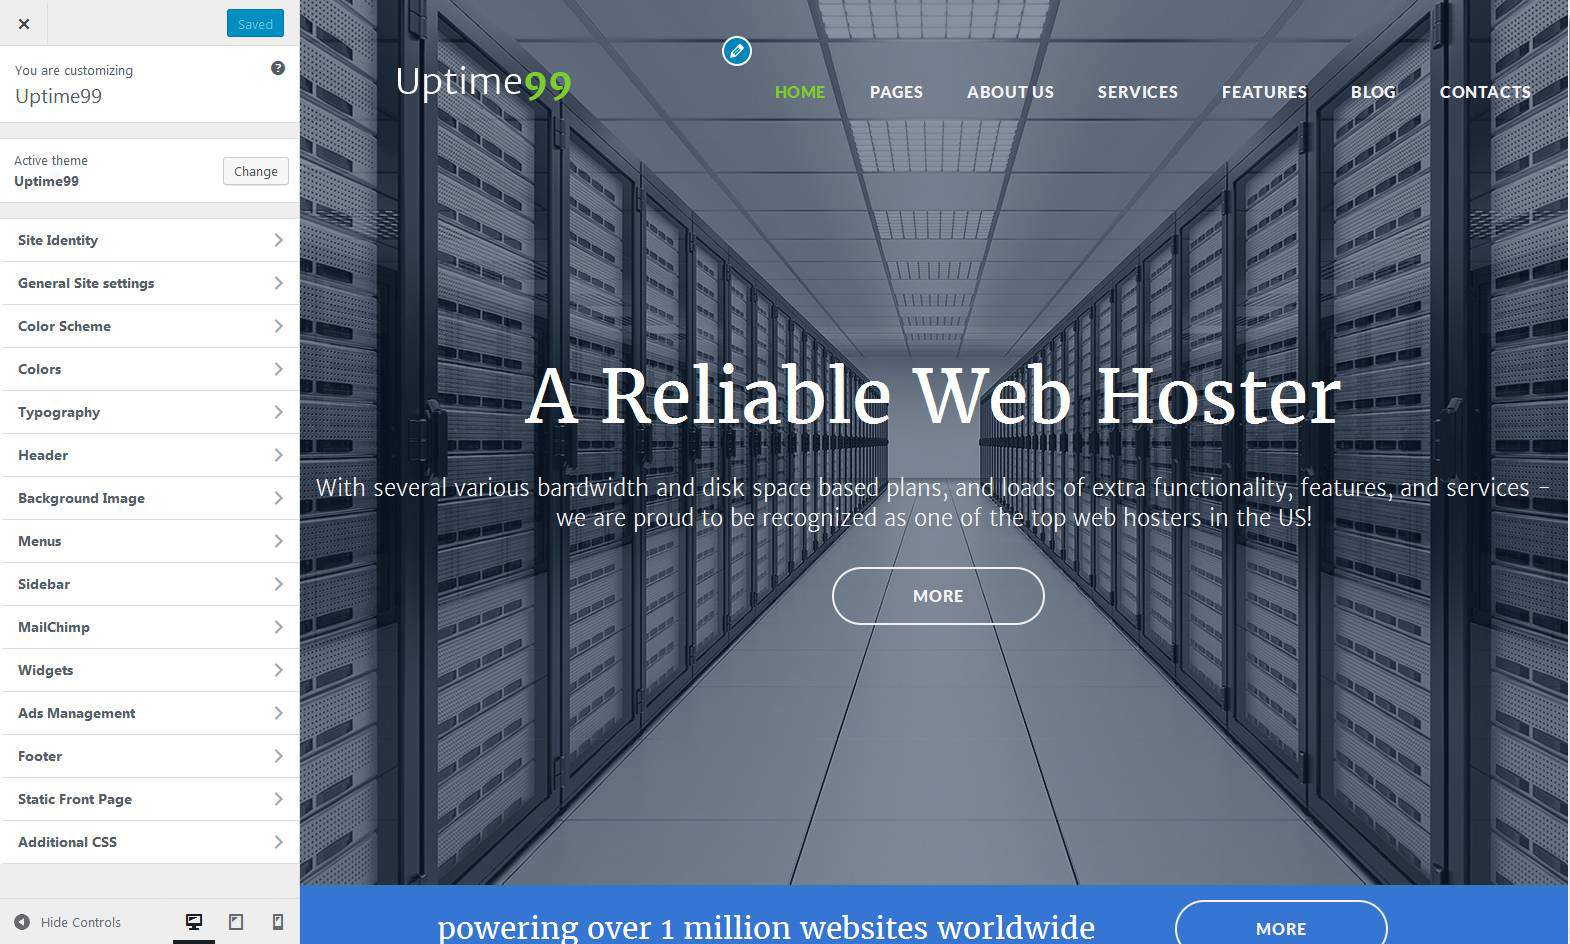 Saved
You are customizing
Uptime99
Active theme
Uptime99
Change
Site Identity
General Site settings
Color Scheme
Colors
Typography
Header
Background Image
Menus
Sidebar
MailChimp
Widgets
Ads Management
Footer
Static Front Page
Additional CSS
Hide Controls
Uptime99
HOME PAGES ABOUT US SERVICES FEATURES BLOG CONTACTS
A Reliable Web Hoster
With several various bandwidth and disk space based plans, and loads of extra functionality, features, and services –
we are proud to be recognized as one of the top web hosters in the US!
MORE
powering over 1 million websites worldwide
MORE